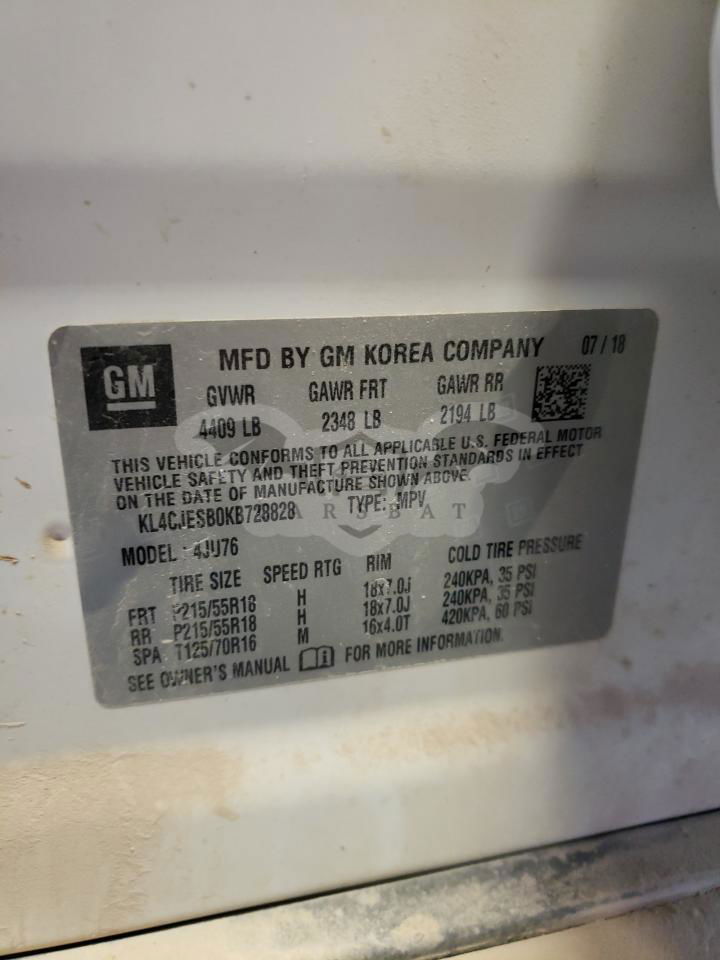 GM
MFD BY GM KOREA COMPANY 07/18
GVWR GAWR FRT GAWR RR
4409 LB 2348 LB 2194 LB
THIS VEHICLE CONFORMS TO ALL APPLICABLE U.S. FEDERAL MOTOR
VEHICLE SAFETY AND THEFT PREVENTION STANDARDS IN EFFECT
ON THE DATE OF MANUFACTURE SHOWN ABOVE.
KL4CJESB0KB728828 TYPE: MPV
ARSBAT
MODEL : 4JU76
TIRE SIZE SPEED RTG RIM COLD TIRE PRESSURE
FRT P215/55R18 H 18x7.0J 240KPA, 35 PSI
RR P215/55R18 H 18x7.0J 240KPA, 35 PSI
SPA T125/70R16 M 16x4.0T 420KPA, 60 PSI
SEE OWNER'S MANUAL FOR MORE INFORMATION.